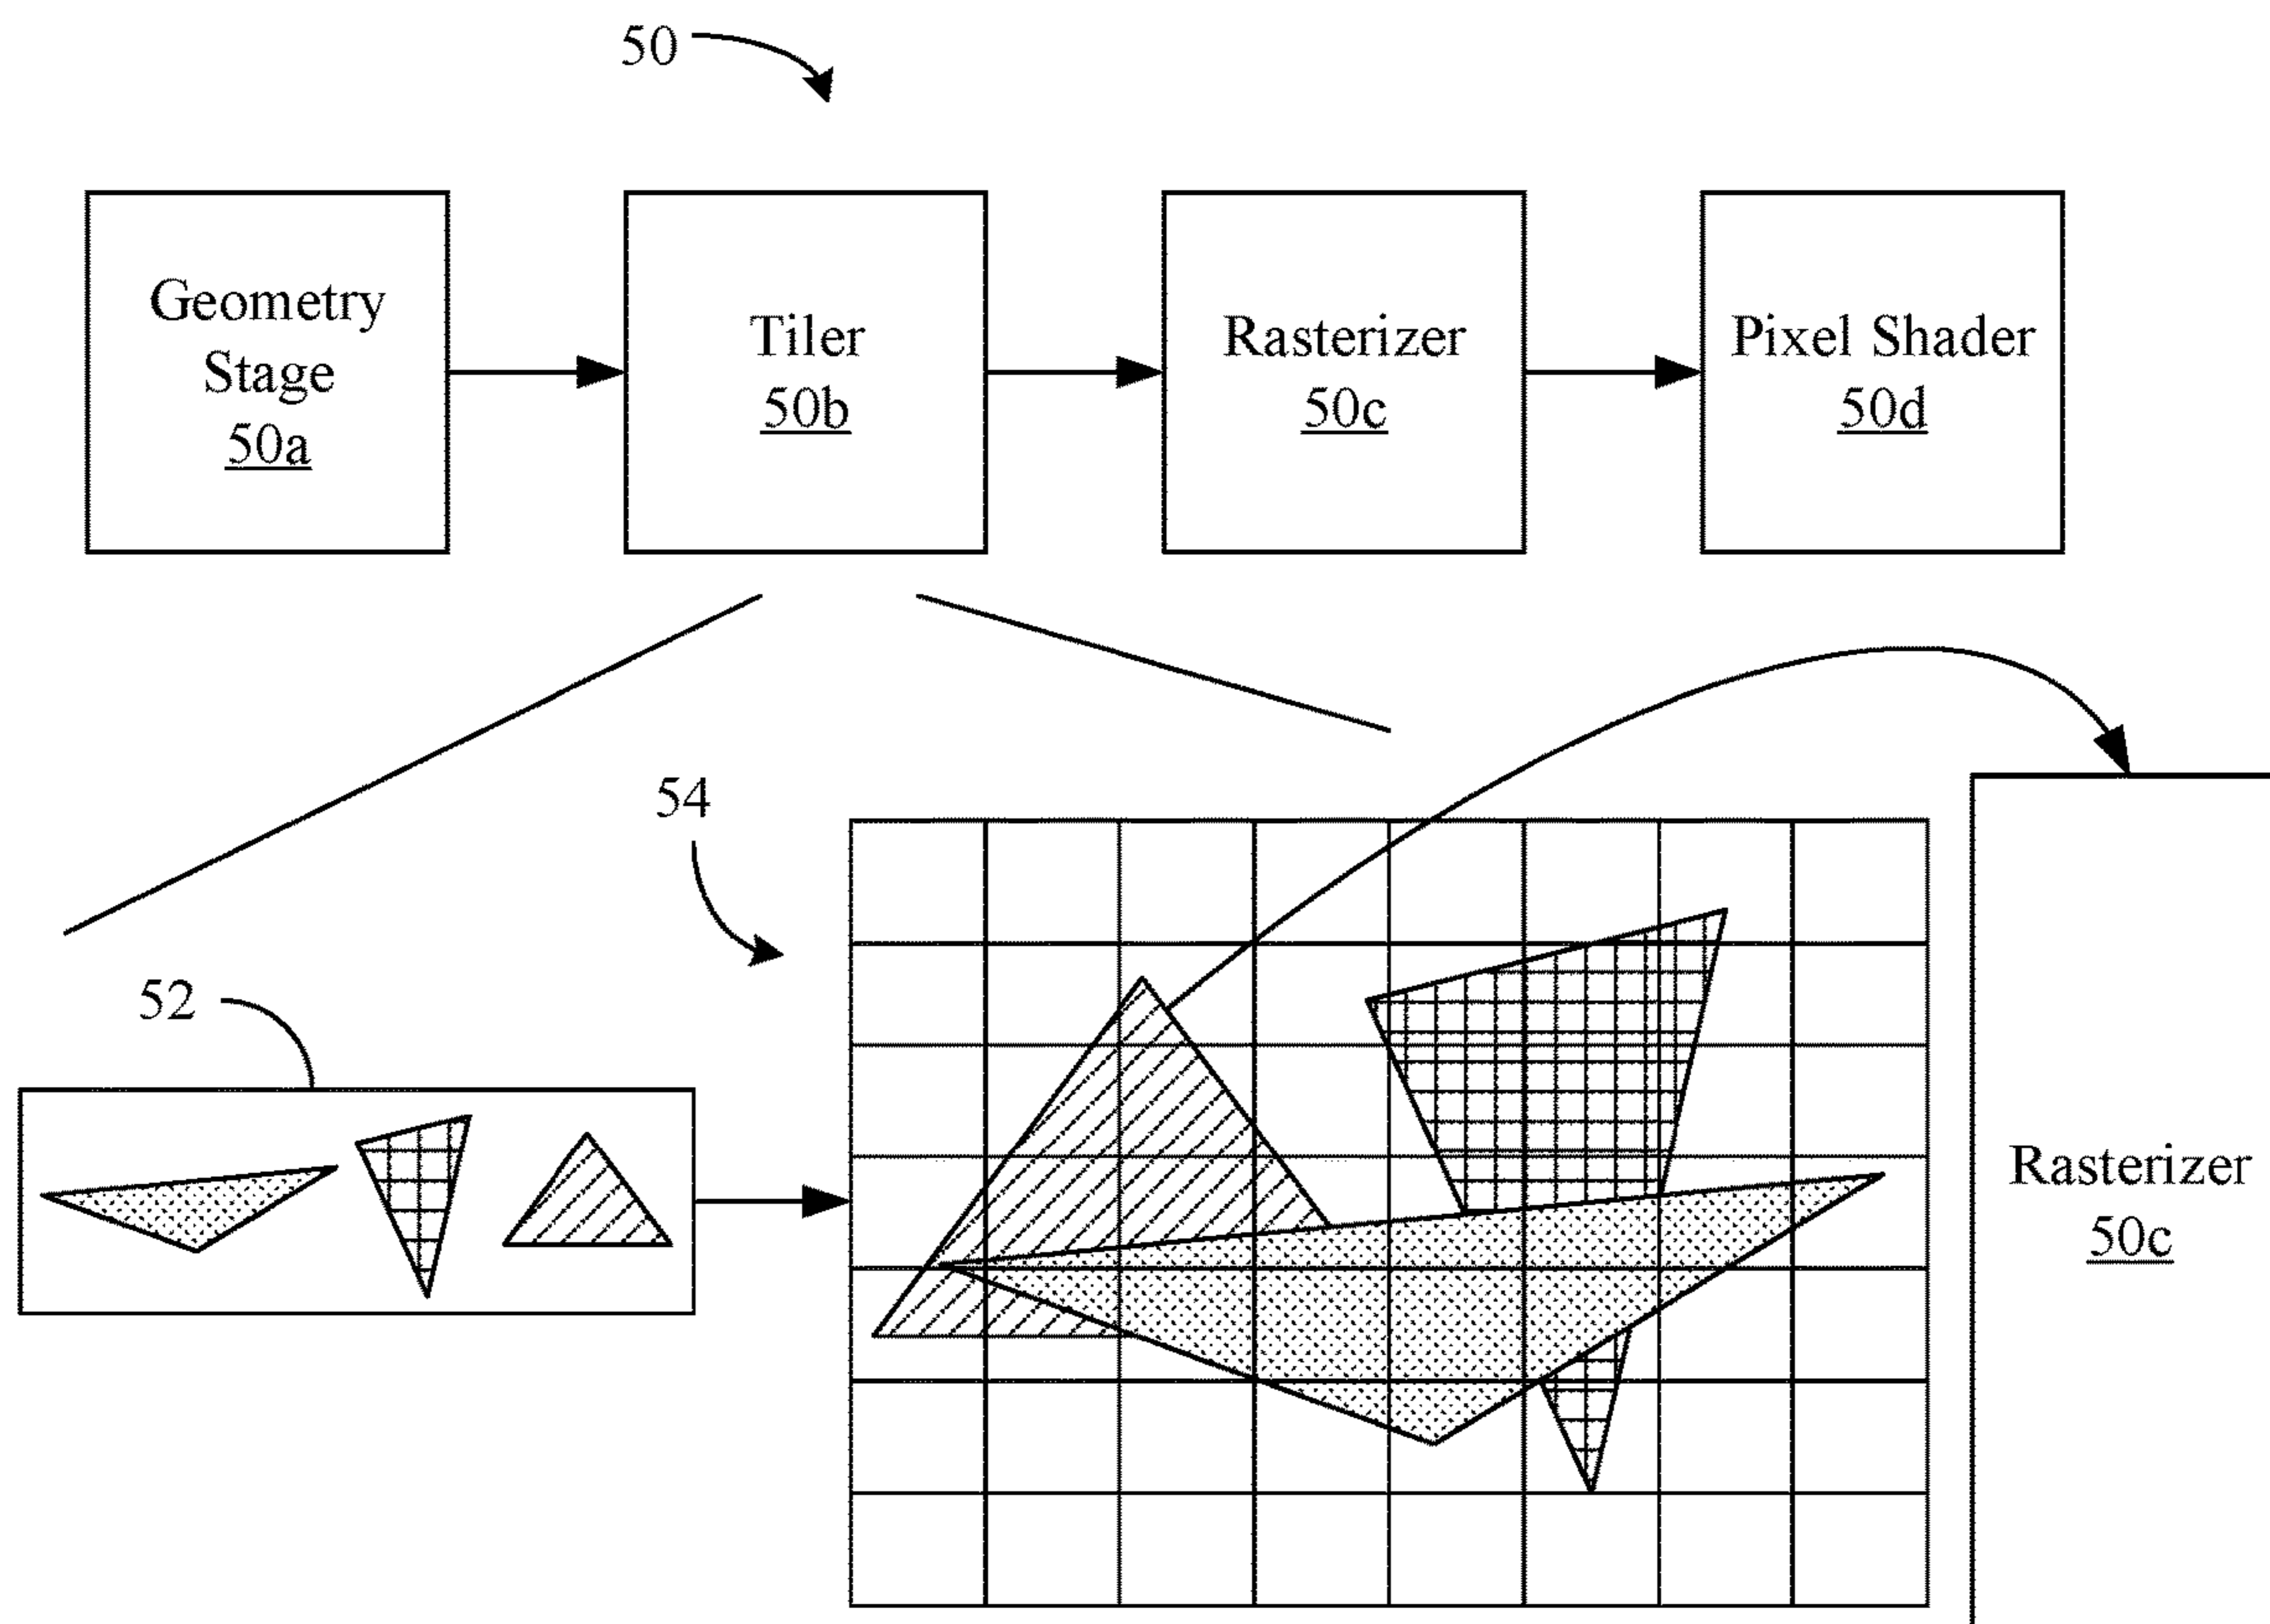 50
Geometry
Stage
50a
Tiler
50b
Rasterizer
50c
Pixel Shader
50d
54
52
Rasterizer
50c